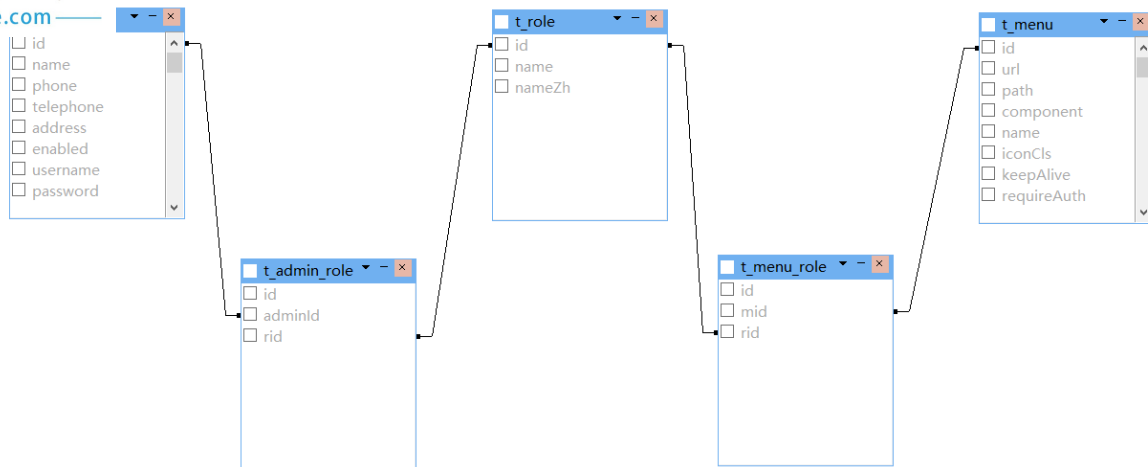 e.com
id
name
phone
telephone
address
enabled
username
password
t_role
id
name
nameZh
t_menu
id
url
path
component
name
iconCls
keepAlive
requireAuth
t_admin_role
id
adminId
rid
t_menu_role
id
mid
rid